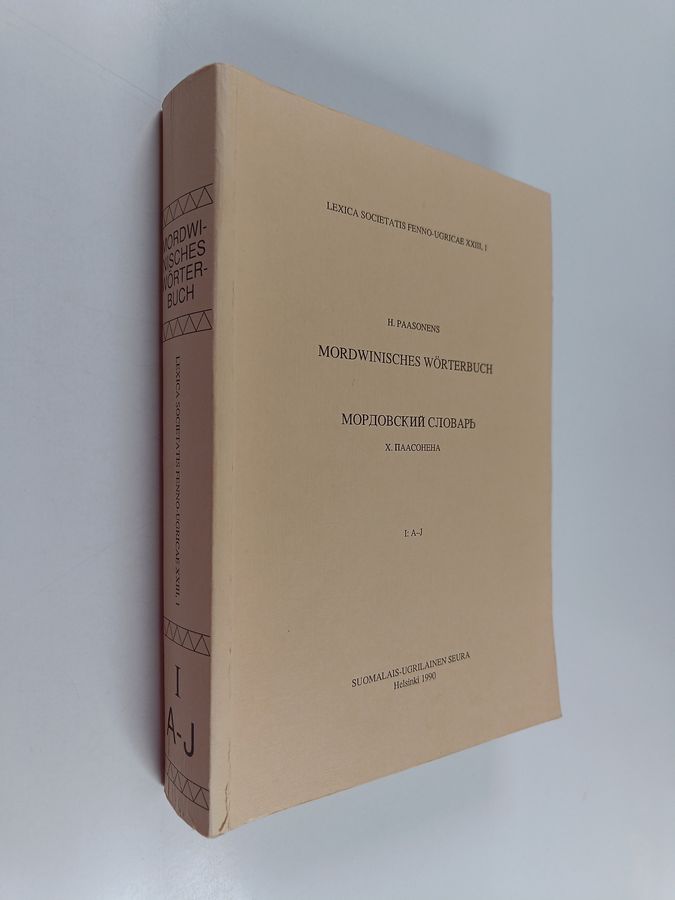 LEXICA SOCIETATIS FENNO-UGRICAE XXIII, 1
H. PAASONENS
MORDWINISCHES WÖRTERBUCH
МОРДОВСКИЙ СЛОВАРЬ
Х. ПААСОНЕНА
I: A–J
SUOMALAIS-UGRILAINEN SEURA
Helsinki 1990
MORDWI-
NISCHES
WÖRTER-
BUCH
LEXICA SOCIETATIS FENNO-UGRICAE XXIII, 1
I
A-J